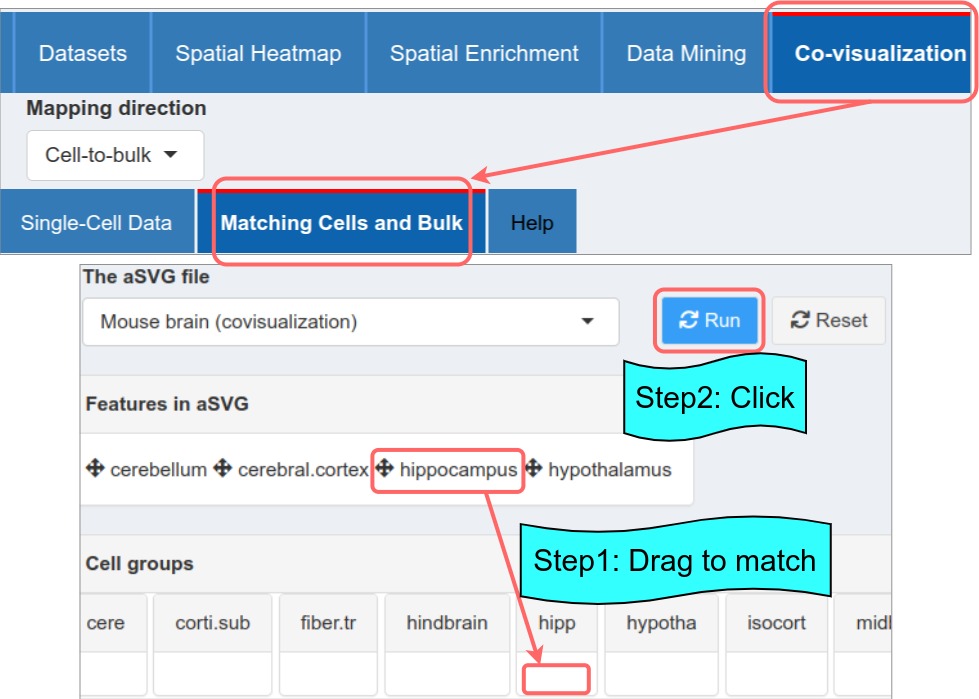 Datasets Spatial Heatmap Spatial Enrichment Data Mining Co-visualization
Mapping direction
Cell-to-bulk
Single-Cell Data Matching Cells and Bulk Help
The aSVG file
Mouse brain (covisualization) Run Reset
Step2: Click
Features in aSVG
cerebellum cerebral.cortex hippocampus hypothalamus
Step1: Drag to match
Cell groups
cere corti.sub fiber.tr hindbrain hipp hypotha isocort